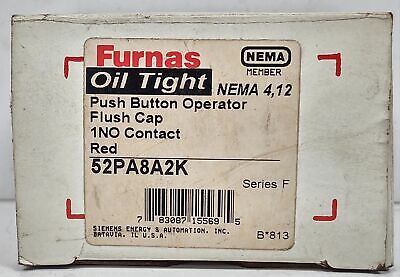 Furnas
NEMA
MEMBER
Oil Tight NEMA 4,12
Push Button Operator
Flush Cap
1NO Contact
Red
52PA8A2K
Series F
7 83087 15569 5
SIEMENS ENERGY & AUTOMATION, INC.
BATAVIA, IL U.S.A.
B*813